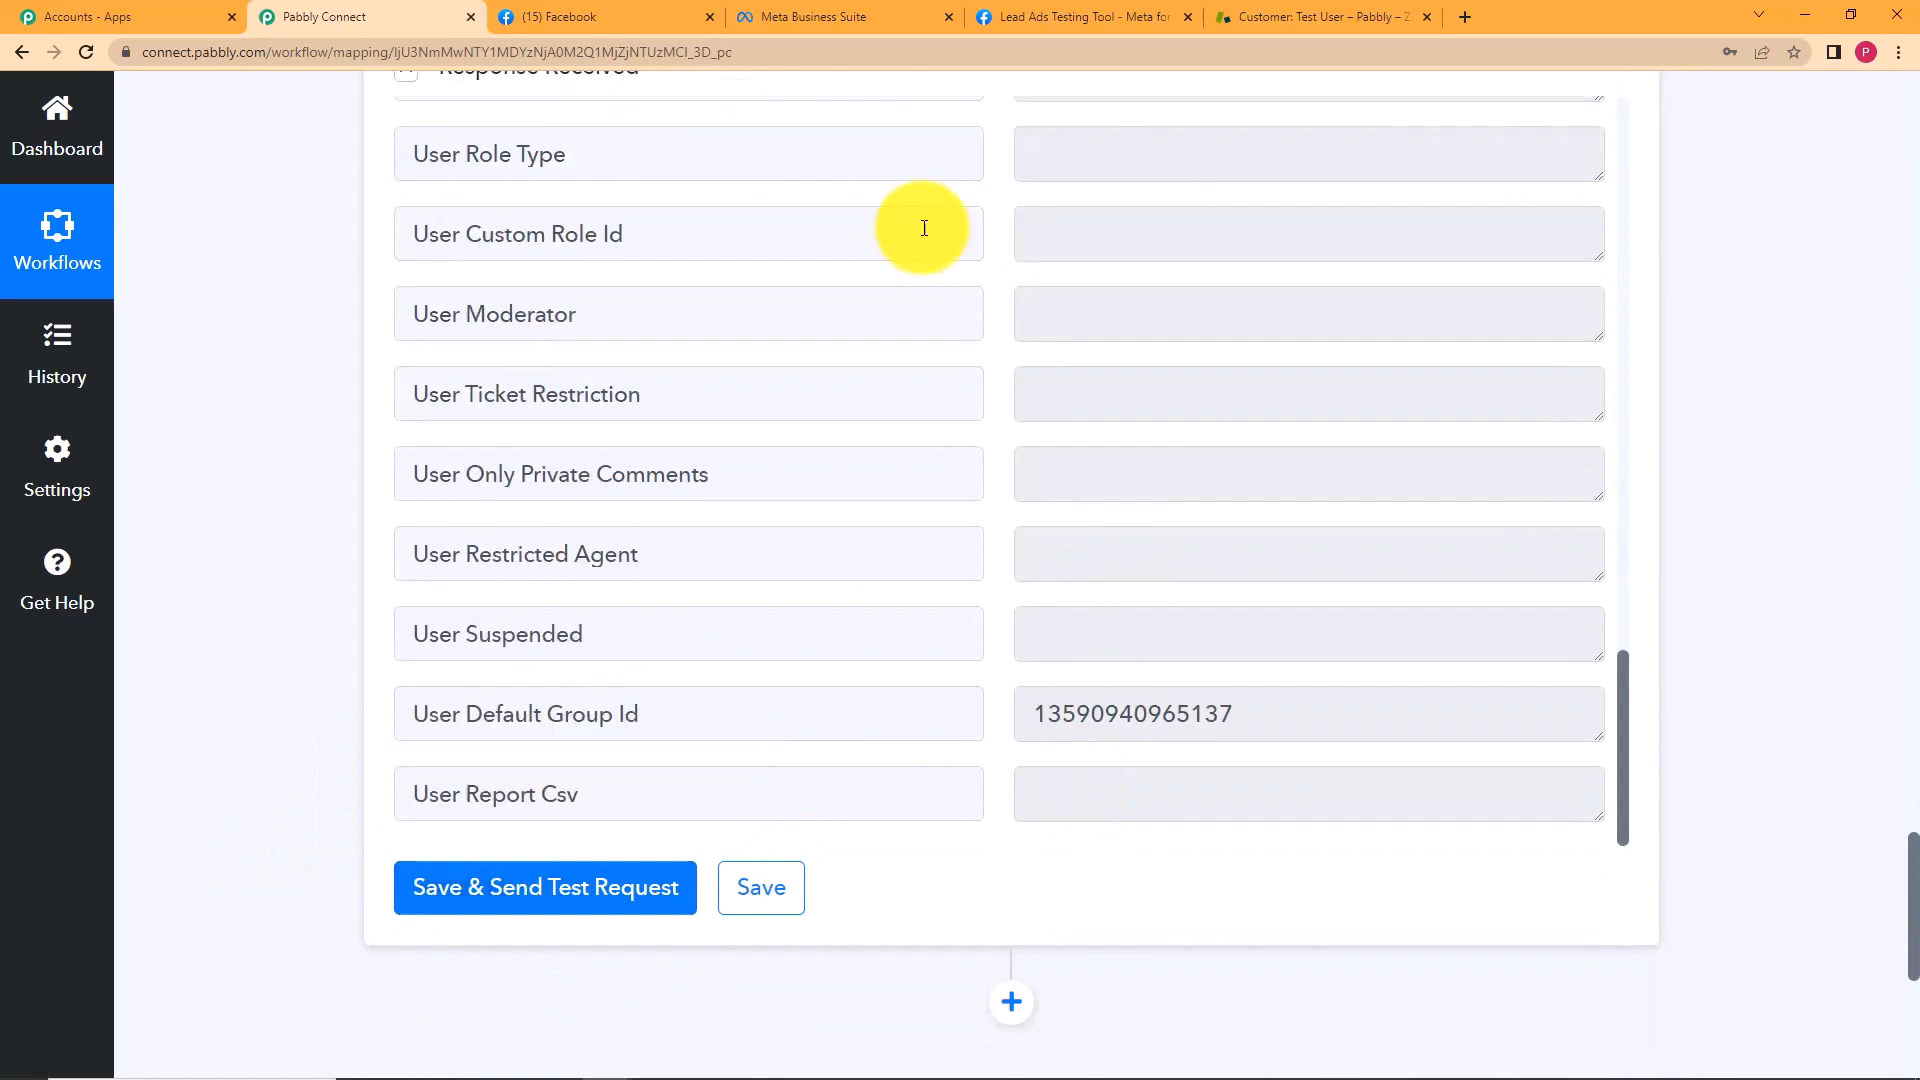 Accounts - Apps
Pabbly Connect
(15) Facebook
Meta Business Suite
Lead Ads Testing Tool - Meta for
Customer: Test User – Pabbly – Z
connect.pabbly.com/workflow/mapping/IjU3NmMwNTY1MDYzNjA0M2Q1MjZjNTUzMCI_3D_pc
P
Response Received
Dashboard
Workflows
History
Settings
Get Help
User Role Type
User Custom Role Id
User Moderator
User Ticket Restriction
User Only Private Comments
User Restricted Agent
User Suspended
User Default Group Id
13590940965137
User Report Csv
Save & Send Test Request
Save